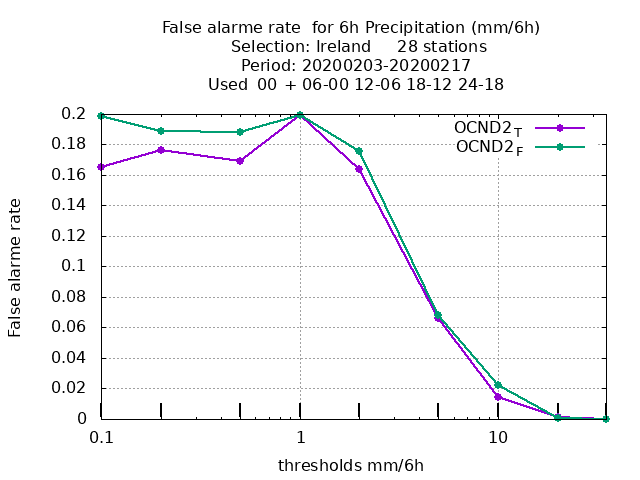 False alarme rate  for 6h Precipitation (mm/6h)
Selection: Ireland     28 stations
Period: 20200203-20200217
Used  00 + 06-00 12-06 18-12 24-18
OCND2_T
OCND2_F
0.2
0.18
0.16
0.14
0.12
0.1
0.08
0.06
0.04
0.02
0
False alarme rate
0.1 1 10
thresholds mm/6h